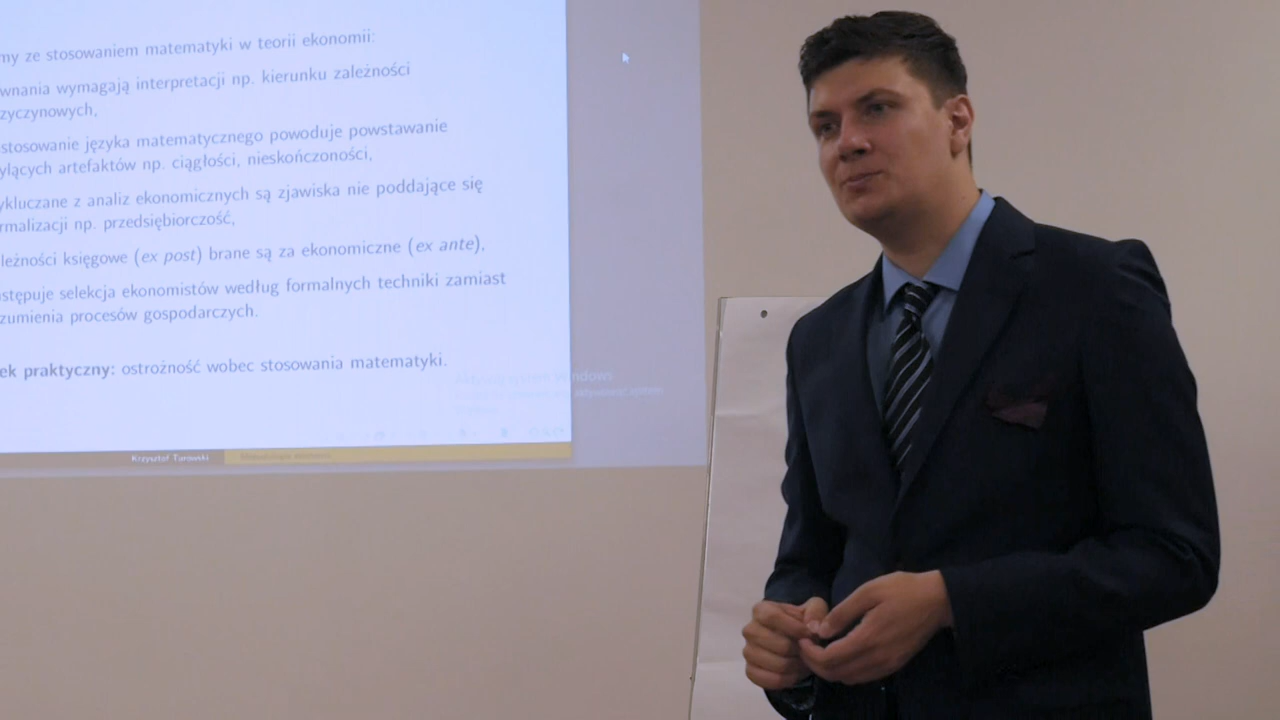 my ze stosowaniem matematyki w teorii ekonomii:
wnania wymagają interpretacji np. kierunku zależności
zyczynowych,
stosowanie języka matematycznego powoduje powstawanie
ylących artefaktów np. ciągłości, nieskończoności,
ykluczane z analiz ekonomicznych są zjawiska nie poddające się
rmalizacji np. przedsiębiorczość,
leżności księgowe (ex post) brane są za ekonomiczne (ex ante),
stępuje selekcja ekonomistów według formalnych techniki zamiast
zumienia procesów gospodarczych.
ek praktyczny: ostrożność wobec stosowania matematyki.
Krzysztof Turowski